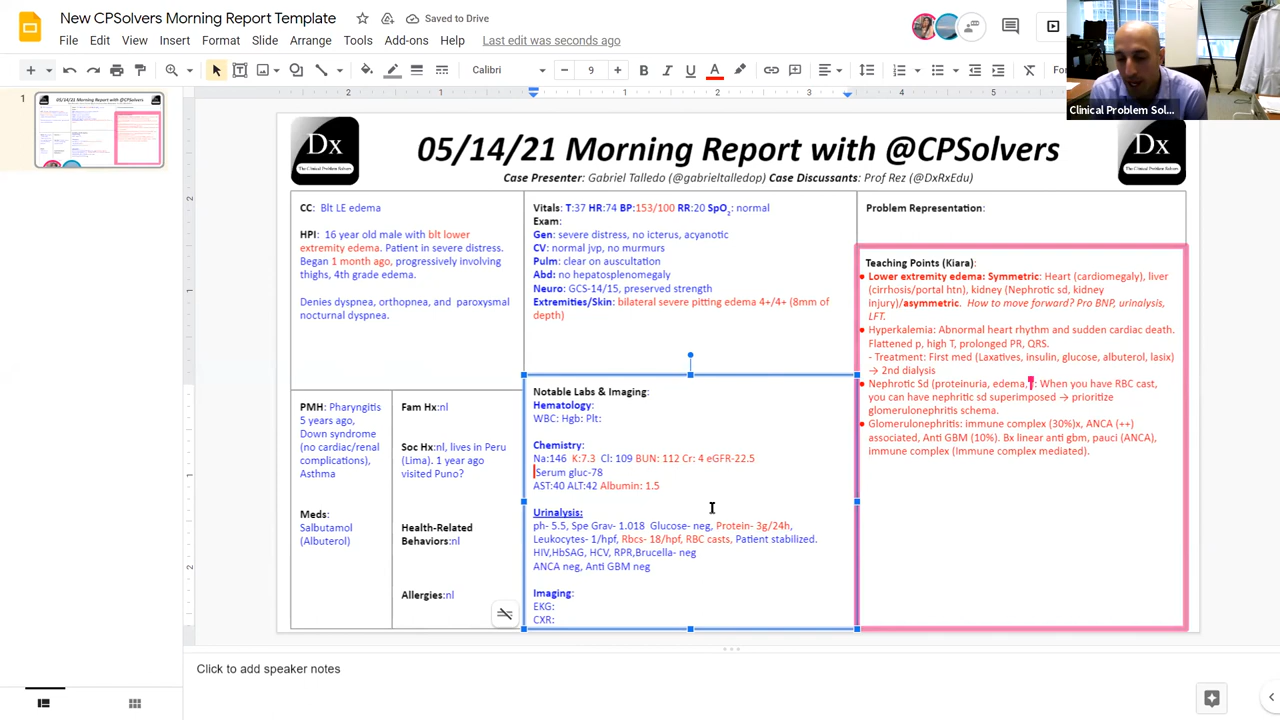 New CPSolvers Morning Report Template
Saved to Drive
File Edit View Insert Format Slide Arrange Tools Add-ons Help Last edit was seconds ago
Calibri
9
Clinical Problem Sol...
1
Dx
The Clinical Problem Solvers
05/14/21 Morning Report with @CPSolvers
Case Presenter: Gabriel Talledo (@gabrieltalledop) Case Discussants: Prof Rez (@DxRxEdu)
Dx
The Clinical Problem Solvers
CC: Blt LE edema
HPI: 16 year old male with blt lower
extremity edema. Patient in severe distress.
Began 1 month ago, progressively involving
thighs, 4th grade edema.
Denies dyspnea, orthopnea, and paroxysmal
nocturnal dyspnea.
Vitals: T:37 HR:74 BP:153/100 RR:20 SpO2: normal
Exam:
Gen: severe distress, no icterus, acyanotic
CV: normal jvp, no murmurs
Pulm: clear on auscultation
Abd: no hepatosplenomegaly
Neuro: GCS-14/15, preserved strength
Extremities/Skin: bilateral severe pitting edema 4+/4+ (8mm of
depth)
Problem Representation:
Teaching Points (Kiara):
Lower extremity edema: Symmetric: Heart (cardiomegaly), liver
(cirrhosis/portal htn), kidney (Nephrotic sd, kidney
injury)/asymmetric. How to move forward? Pro BNP, urinalysis,
LFT.
Hyperkalemia: Abnormal heart rhythm and sudden cardiac death.
Flattened p, high T, prolonged PR, QRS.
- Treatment: First med (Laxatives, insulin, glucose, albuterol, lasix)
→ 2nd dialysis
Nephrotic Sd (proteinuria, edema, : When you have RBC cast,
you can have nephritic sd superimposed → prioritize
glomerulonephritis schema.
Glomerulonephritis: immune complex (30%)x, ANCA (++)
associated, Anti GBM (10%). Bx linear anti gbm, pauci (ANCA),
immune complex (Immune complex mediated).
PMH: Pharyngitis
5 years ago,
Down syndrome
(no cardiac/renal
complications),
Asthma
Meds:
Salbutamol
(Albuterol)
Fam Hx:nl
Soc Hx:nl, lives in Peru
(Lima). 1 year ago
visited Puno?
Health-Related
Behaviors:nl
Allergies:nl
Notable Labs & Imaging:
Hematology:
WBC: Hgb: Plt:
Chemistry:
Na:146 K:7.3 Cl: 109 BUN: 112 Cr: 4 eGFR-22.5
Serum gluc-78
AST:40 ALT:42 Albumin: 1.5
Urinalysis:
ph- 5.5, Spe Grav- 1.018 Glucose- neg, Protein- 3g/24h,
Leukocytes- 1/hpf, Rbcs- 18/hpf, RBC casts, Patient stabilized.
HIV,HbSAG, HCV, RPR,Brucella- neg
ANCA neg, Anti GBM neg
Imaging:
EKG:
CXR:
Click to add speaker notes